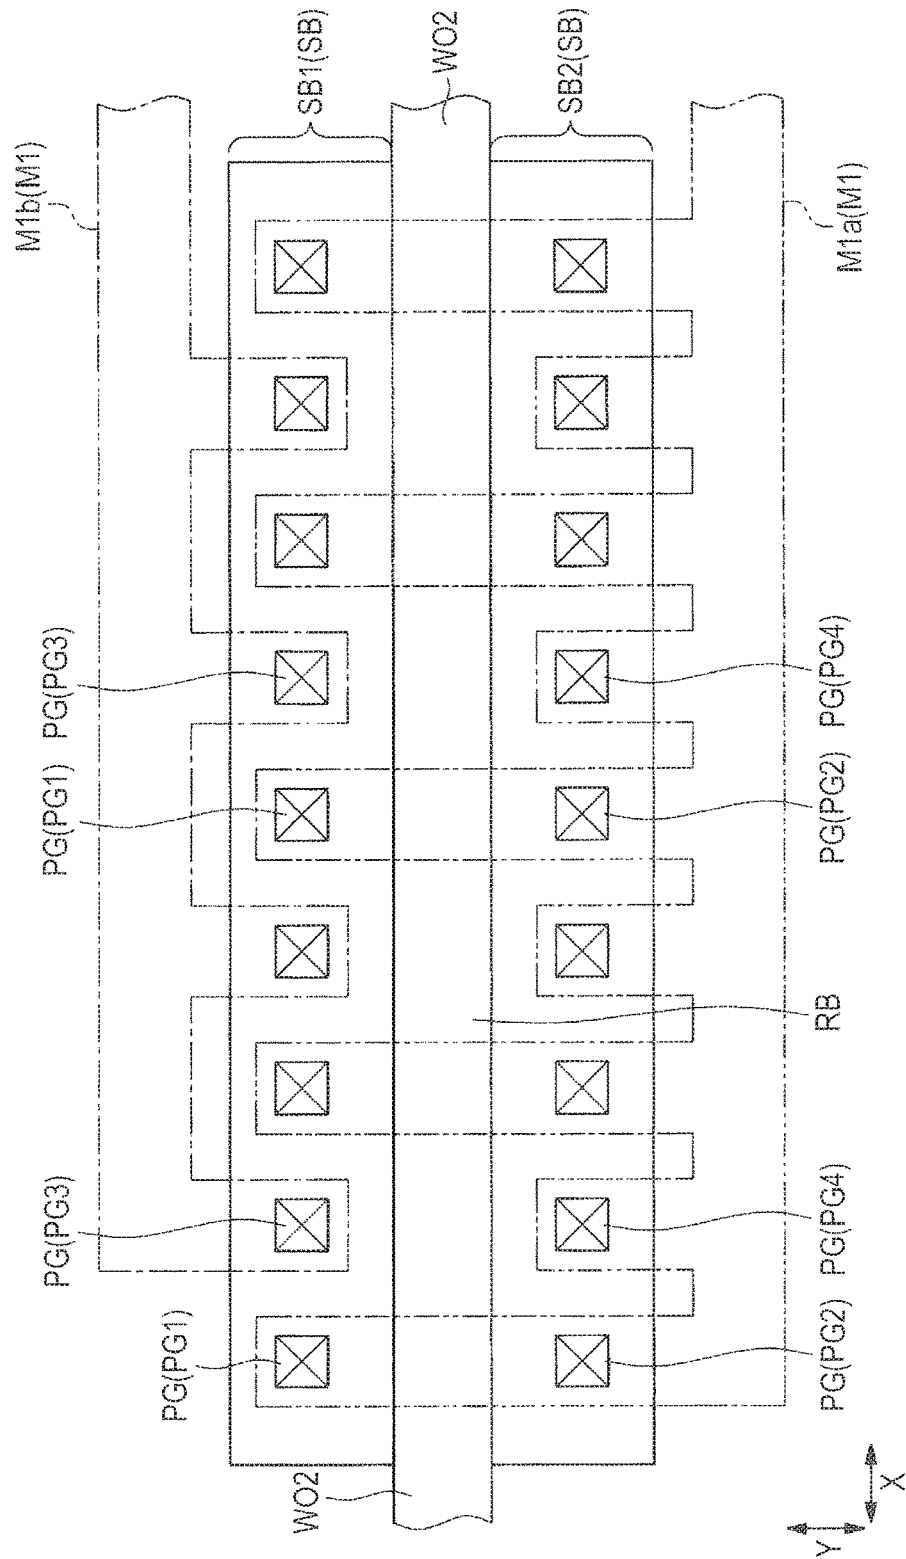 M1b(M1)
SB1(SB)
WO2
SB2(SB)
M1a(M1)
PG(PG3)
PG(PG4)
PG(PG1)
PG(PG2)
RB
PG(PG3)
PG(PG4)
PG(PG1)
PG(PG2)
WO2
X
Y